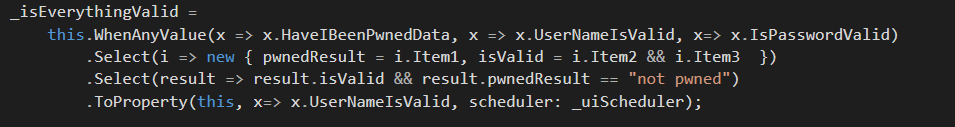 _isEverythingValid =
this.WhenAnyValue(x => x.HaveIBeenPwnedData, x => x.UserNameIsValid, x=> x.IsPasswordValid)
.Select(i => new { pwnedResult = i.Item1, isValid = i.Item2 && i.Item3  })
.Select(result => result.isValid && result.pwnedResult == "not pwned")
.ToProperty(this, x=> x.UserNameIsValid, scheduler: _uiScheduler);